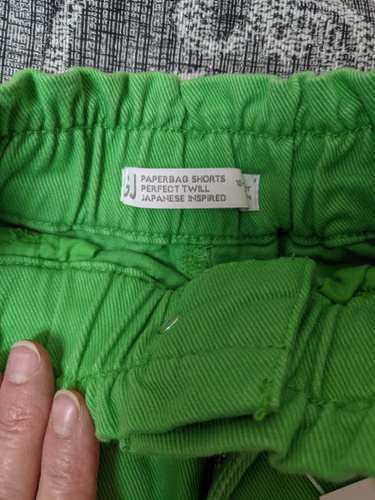 PAPERBAG SHORTS
PERFECT TWILL
JAPANESE INSPIRED